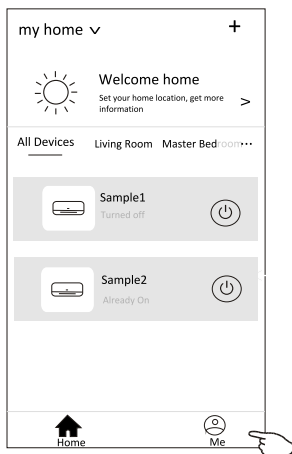 my home
+
Welcome home
Set your home location, get more
information
>
All Devices Living Room Master Bedroom...
Sample1
Turned off
Sample2
Already On
Home
Me